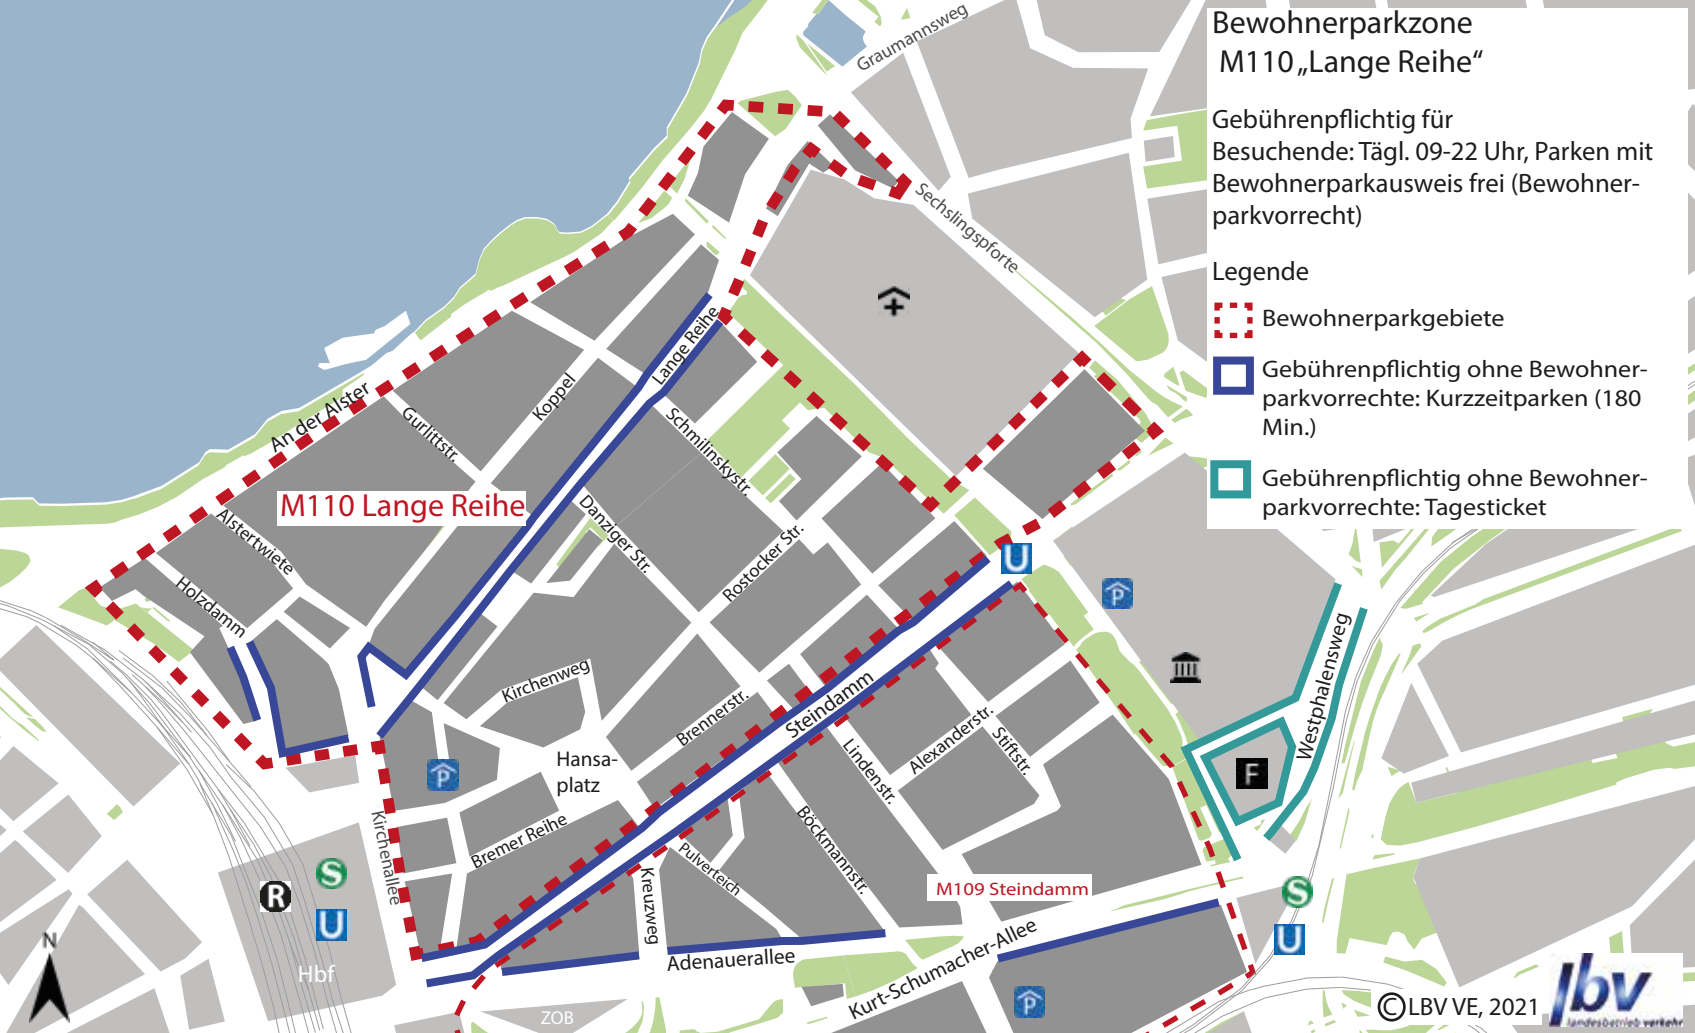 Bewohnerparkzone
M110 „Lange Reihe“
Gebührenpflichtig für
Besuchende: Tägl. 09-22 Uhr, Parken mit
Bewohnerparkausweis frei (Bewohner-
parkvorrecht)
Legende
Bewohnerparkgebiete
Gebührenpflichtig ohne Bewohner-
parkvorrechte: Kurzzeitparken (180
Min.)
Gebührenpflichtig ohne Bewohner-
parkvorrechte: Tagesticket
Graumannsweg
Sechslingspforte
Lange Reihe
An der Alster
Gurlittstr.
Koppel
Schmilinskystr.
M110 Lange Reihe
Alstertwiete
Danziger Str.
Rostocker Str.
Holzdamm
U
P
Westphalensweg
Kirchenweg
Brennerstr.
Steindamm
Hansa-
platz
P
Lindenstr.
Alexanderstr.
Stiftstr.
F
Kirchenallee
Bremer Reihe
Böckmannstr.
Pulverteich
Kreuzweg
M109 Steindamm
S
R
U
S
U
N
Hbf
Adenauerallee
Kurt-Schumacher-Allee
P
ZOB
©LBV VE, 2021
lbv
landesbetrieb verkehr